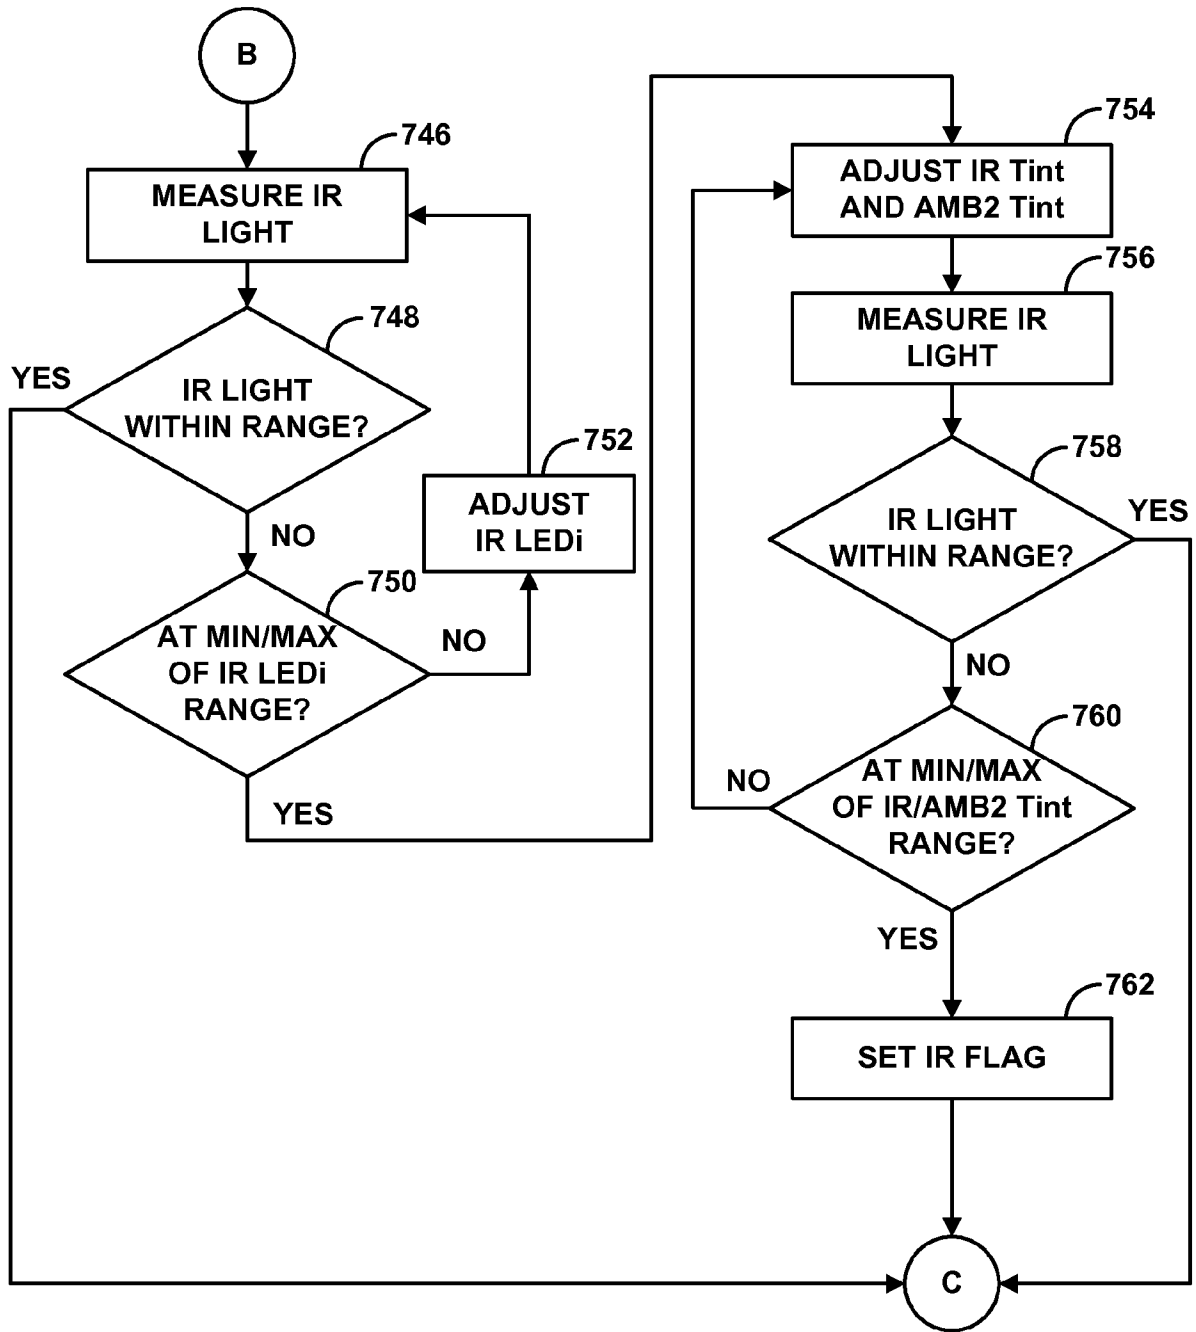 B
746
MEASURE IR
LIGHT
748
YES
IR LIGHT
WITHIN RANGE?
NO
752
ADJUST
IR LEDi
750
AT MIN/MAX
OF IR LEDi
RANGE?
NO
YES
754
ADJUST IR Tint
AND AMB2 Tint
756
MEASURE IR
LIGHT
758
YES
IR LIGHT
WITHIN RANGE?
NO
760
NO
AT MIN/MAX
OF IR/AMB2 Tint
RANGE?
YES
762
SET IR FLAG
C